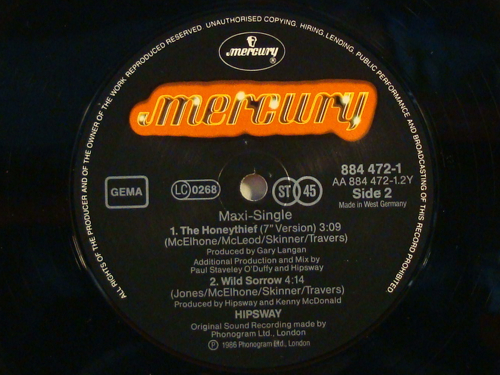 ALL RIGHTS OF THE PRODUCER AND OF THE OWNER OF THE WORK REPRODUCED RESERVED UNAUTHORISED COPYING, HIRING, LENDING, PUBLIC PERFORMANCE AND BROADCASTING OF THIS RECORD PROHIBITED
mercury
®
mercury
884 472-1
AA 884 472-1.2Y
Side 2
Made in West Germany
GEMA
LC 0268
ST 45
Maxi-Single
1. The Honeythief (7" Version) 3:09
(McElhone/McLeod/Skinner/Travers)
Produced by Gary Langan
Additional Production and Mix by
Paul Staveley O'Duffy and Hipsway
2. Wild Sorrow 4:14
(Jones/McElhone/Skinner/Travers)
Produced by Hipsway and Kenny McDonald
HIPSWAY
Original Sound Recording made by
Phonogram Ltd., London
Ⓟ 1986 Phonogram Ltd., London